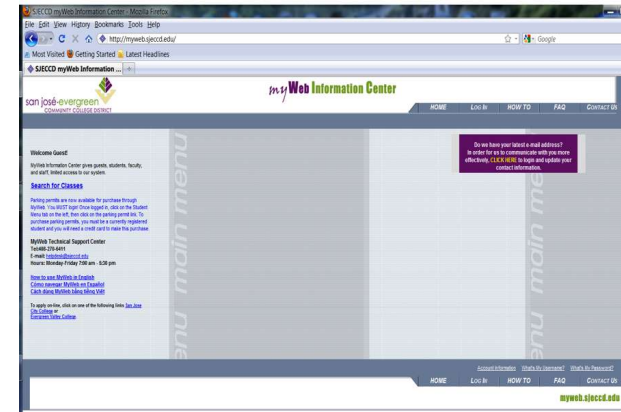 SJECCD myWeb Information Center - Mozilla Firefox
File Edit View History Bookmarks Tools Help
http://myweb.sjeccd.edu/
Google
Most Visited Getting Started Latest Headlines
SJECCD myWeb Information ...
san josé-evergreen
COMMUNITY COLLEGE DISTRICT
myWeb Information Center
HOME LOG IN HOW TO FAQ CONTACT US
Welcome Guest!
MyWeb Information Center gives guests, students, faculty,
and staff, limited access to our system.
Search for Classes
Parking permits are now available for purchase through
MyWeb. You MUST login! Once logged in, click on the Student
Menu tab on the left, then click on the parking permit link. To
purchase parking permits, you must be a currently registered
student and you will need a credit card to make this purchase.
MyWeb Technical Support Center
Tel:408-270-6411
E-mail: helpdesk@sjeccd.edu
Hours: Monday-Friday 7:00 am - 5:30 pm
How to use MyWeb in English
Cómo navegar MyWeb en Español
Cách dùng MyWeb bằng tiếng Việt
To apply on-line, click on one of the following links San Jose
City College or
Evergreen Valley College
menu
main menu
Do we have your latest e-mail address?
In order for us to communicate with you more
effectively, CLICK HERE to login and update your
contact information.
main menu
Account Information What's My Username? What's My Password?
HOME LOG IN HOW TO FAQ CONTACT US
myweb.sjeccd.edu